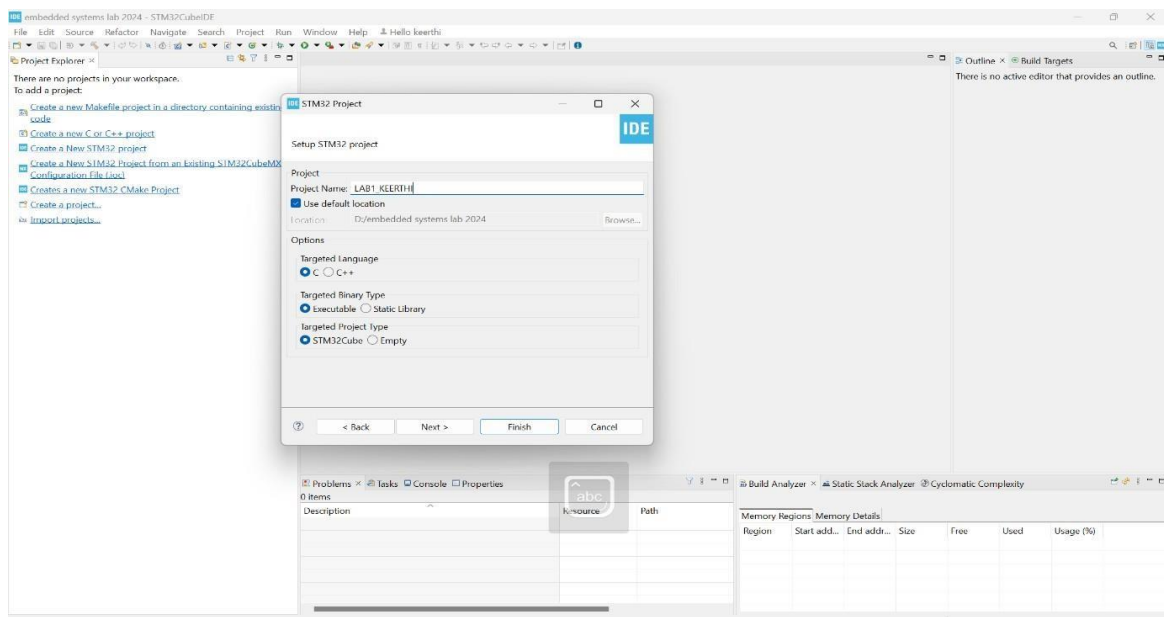 IDE embedded systems lab 2024 - STM32CubeIDE
File Edit Source Refactor Navigate Search Project Run Window Help Hello keerthi
Project Explorer
There are no projects in your workspace.
To add a project:
Create a new Makefile project in a directory containing existin
code
Create a new C or C++ project
Create a New STM32 project
Create a New STM32 Project from an Existing STM32CubeMX
Configuration File (.ioc)
Creates a new STM32 CMake Project
Create a project...
Import projects...
IDE STM32 Project
IDE
Setup STM32 project
Project
Project Name: LAB1_KEERTHI
Use default location
Location: D:/embedded systems lab 2024 Browse...
Options
Targeted Language
C C++
Targeted Binary Type
Executable Static Library
Targeted Project Type
STM32Cube Empty
? < Back Next > Finish Cancel
Outline Build Targets
There is no active editor that provides an outline.
Problems Tasks Console Properties
0 items
Description Resource Path
abc
Build Analyzer Static Stack Analyzer Cyclomatic Complexity
Memory Regions Memory Details
Region Start add... End addr... Size Free Used Usage (%)